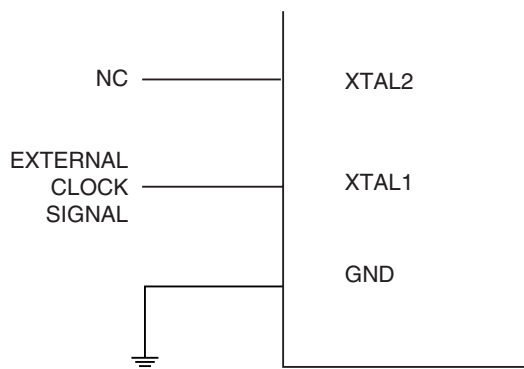 NC
XTAL2
EXTERNAL
CLOCK
SIGNAL
XTAL1
GND